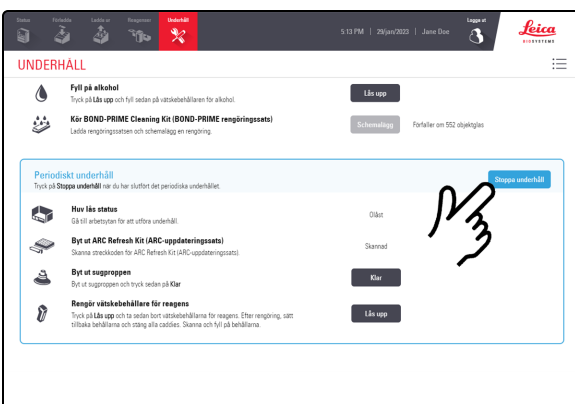 Status Förladda Ladda ut Reagenser Underhåll
5:13 PM | 29/jan/2023 | Jane Doe Logga ut
Leica
BIOSYSTEMS
UNDERHÅLL
Fyll på alkohol
Tryck på Lås upp och fyll sedan på vätskebehållaren för alkohol.
Lås upp
Kör BOND-PRIME Cleaning Kit (BOND-PRIME rengöringssats)
Ladda rengöringssatsen och schemalägg en rengöring.
Schemalägg Förfaller om 552 objektglas
Periodiskt underhåll
Tryck på Stoppa underhåll när du har slutfört det periodiska underhållet.
Stoppa underhåll
Huv lås status
Gå till arbetsytan för att utföra underhåll.
Olåst
Byt ut ARC Refresh Kit (ARC-uppdateringssats)
Skanna streckkoden för ARC Refresh Kit (ARC-uppdateringssats).
Skannad
Byt ut sugproppen
Byt ut sugproppen och tryck sedan på Klar
Klar
Rengör vätskebehållare för reagens
Tryck på Lås upp och ta sedan bort vätskebehållarna för reagens. Efter rengöring, sätt
tillbaka behållarna och stäng alla caddies. Skanna och fyll på behållarna.
Lås upp